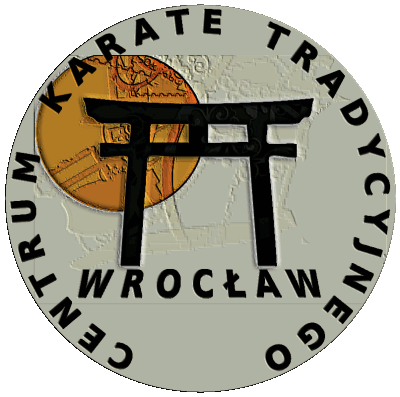 CENTRUM KARATE TRADYCYJNEGO
WROCŁAW